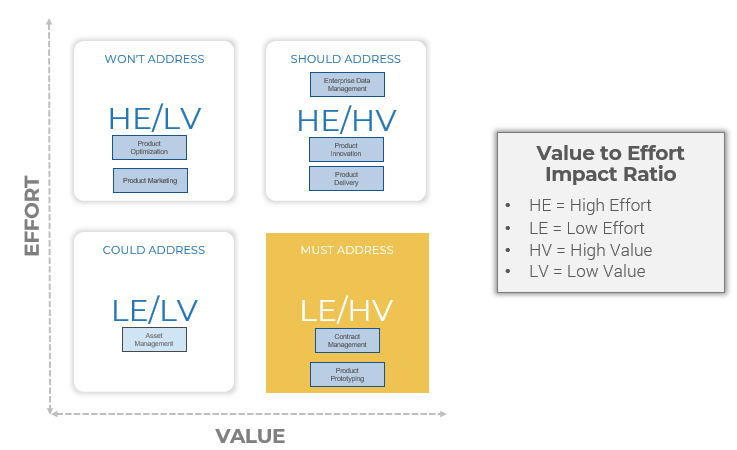 WON'T ADDRESS
HE/LV
Product
Optimization
Product Marketing
SHOULD ADDRESS
Enterprise Data
Management
HE/HV
Product
Innovation
Product
Delivery
COULD ADDRESS
LE/LV
Asset
Management
MUST ADDRESS
LE/HV
Contract
Management
Product
Prototyping
EFFORT
VALUE
Value to Effort
Impact Ratio
• HE = High Effort
• LE = Low Effort
• HV = High Value
• LV = Low Value